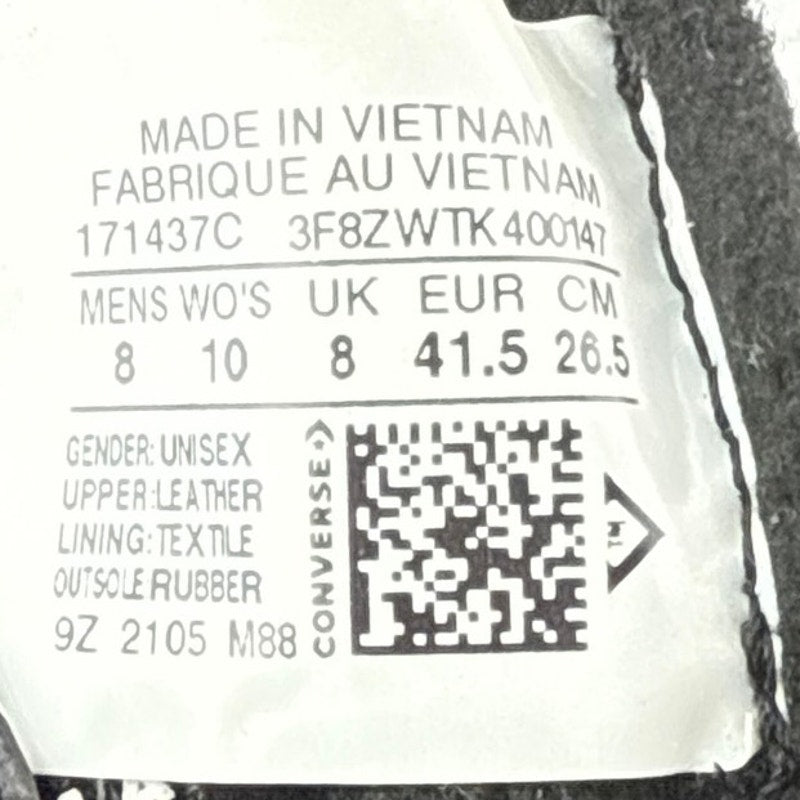 MADE IN VIETNAM
FABRIQUE AU VIETNAM
171437C 3F8ZWTK400147
MENS WO'S UK EUR CM
8 10 8 41.5 26.5
GENDER: UNISEX
UPPER:LEATHER
LINING:TEXTILE
OUTSOLE:RUBBER
9Z 2105 M88
CONVERSE
TM